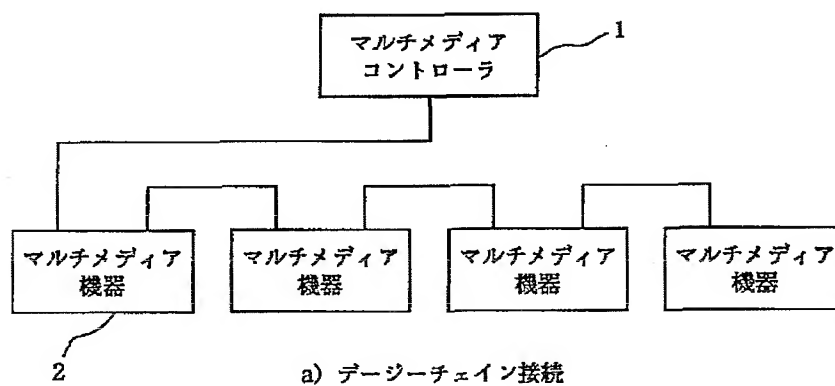 マルチメディア
コントローラ
1
マルチメディア
機器
マルチメディア
機器
マルチメディア
機器
マルチメディア
機器
2
a) デージーチェイン接続